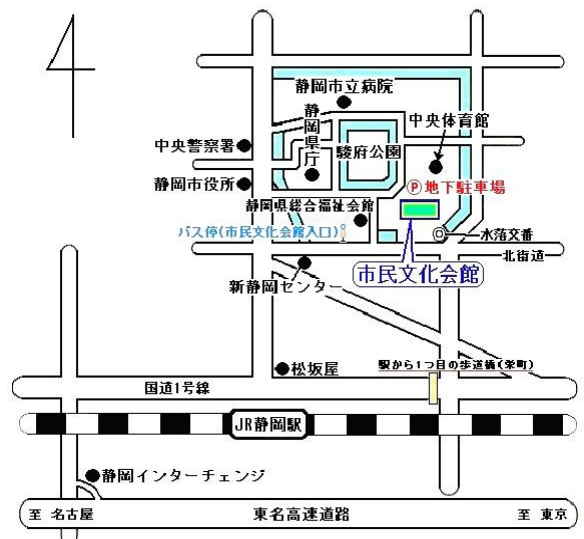 静岡市立病院
静岡県庁
中央体育館
中央警察署
駿府公園
静岡市役所
Ⓟ地下駐車場
静岡県総合福祉会館
バス停(市民文化会館入口)
水落交番
北街道
市民文化会館
新静岡センター
松坂屋
駅から1つ目の歩道橋(栄町)
国道1号線
JR静岡駅
静岡インターチェンジ
至 名古屋
東名高速道路
至 東京